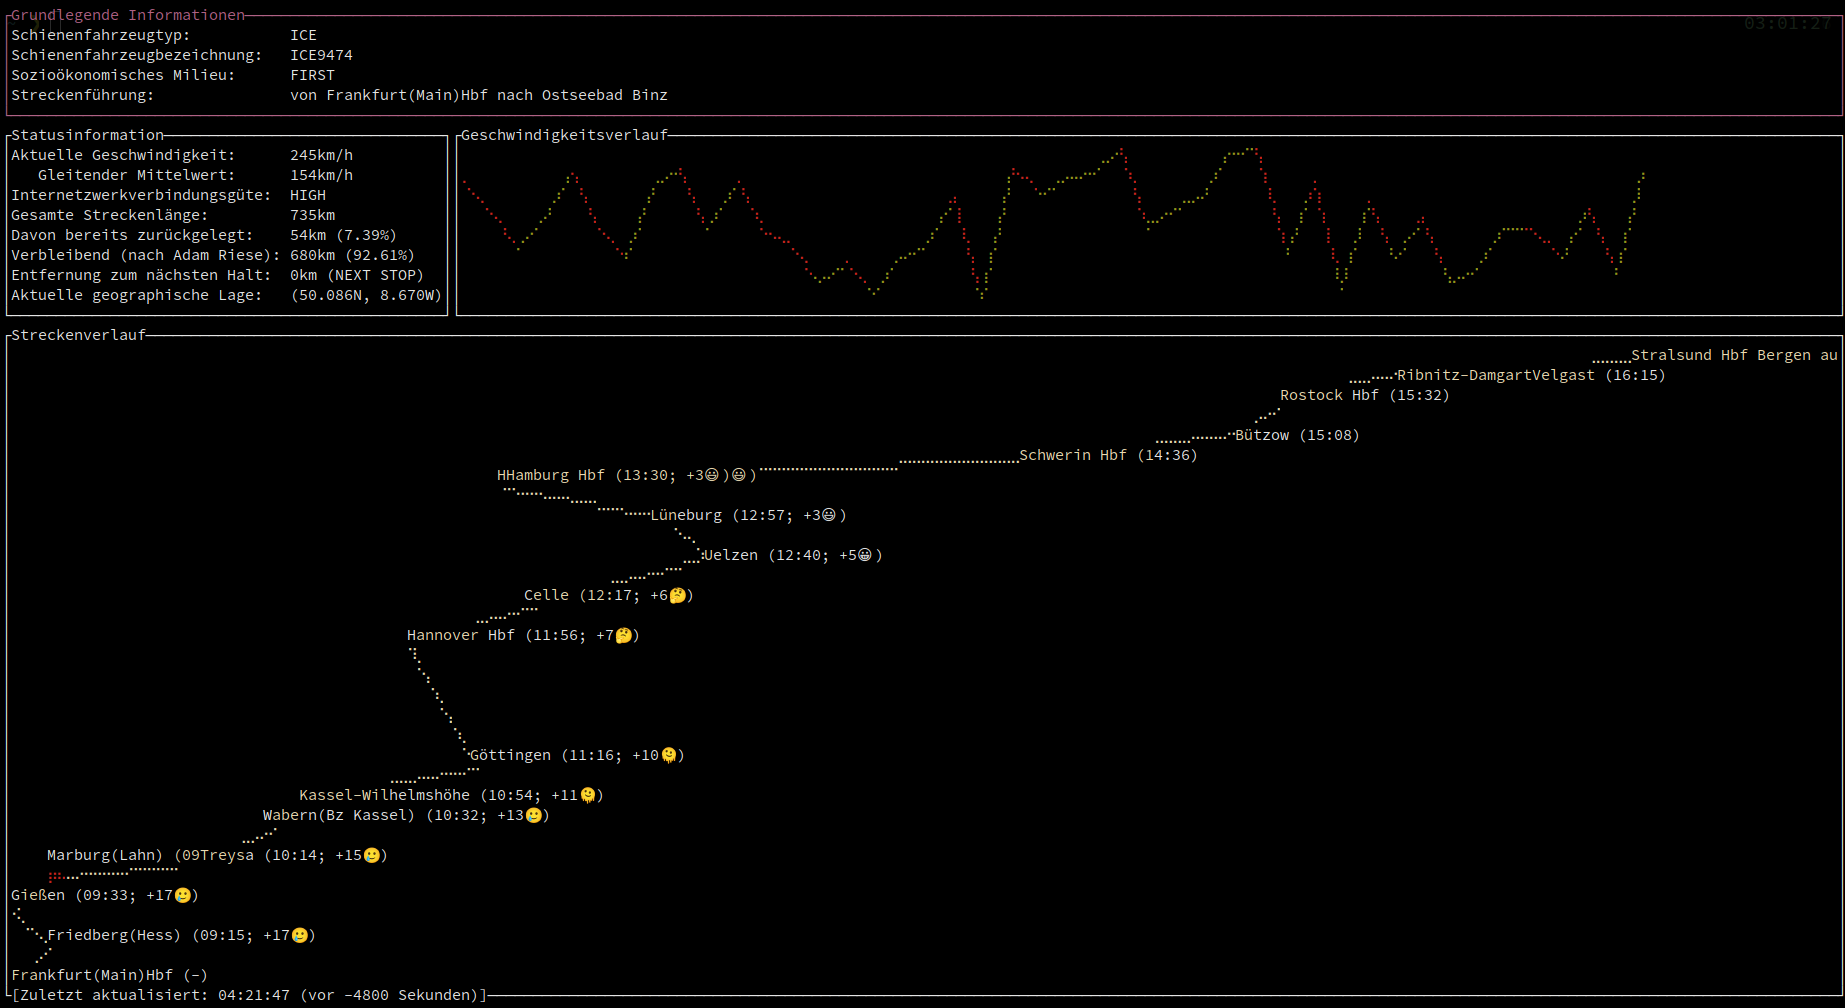 Grundlegende Informationen
03:01:27
Schienenfahrzeugtyp: ICE
Schienenfahrzeugbezeichnung: ICE9474
Sozioökonomisches Milieu: FIRST
Streckenführung: von Frankfurt(Main)Hbf nach Ostseebad Binz
Statusinformation
Aktuelle Geschwindigkeit: 245km/h
Gleitender Mittelwert: 154km/h
Internetzwerkverbindungsgüte: HIGH
Gesamte Streckenlänge: 735km
Davon bereits zurückgelegt: 54km (7.39%)
Verbleibend (nach Adam Riese): 680km (92.61%)
Entfernung zum nächsten Halt: 0km (NEXT STOP)
Aktuelle geographische Lage: (50.086N, 8.670W)
Geschwindigkeitsverlauf
Streckenverlauf
Stralsund Hbf Bergen au
Ribnitz-DamgartVelgast (16:15)
Rostock Hbf (15:32)
Bützow (15:08)
Schwerin Hbf (14:36)
HHamburg Hbf (13:30; +3😃)😃)
Lüneburg (12:57; +3😃)
Uelzen (12:40; +5😀)
Celle (12:17; +6🤔)
Hannover Hbf (11:56; +7🤔)
Göttingen (11:16; +10🫠)
Kassel-Wilhelmshöhe (10:54; +11🫠)
Wabern(Bz Kassel) (10:32; +13🥲)
Marburg(Lahn) (09Treysa (10:14; +15🥲)
Gießen (09:33; +17🥲)
Friedberg(Hess) (09:15; +17🥲)
Frankfurt(Main)Hbf (-)
[Zuletzt aktualisiert: 04:21:47 (vor -4800 Sekunden)]